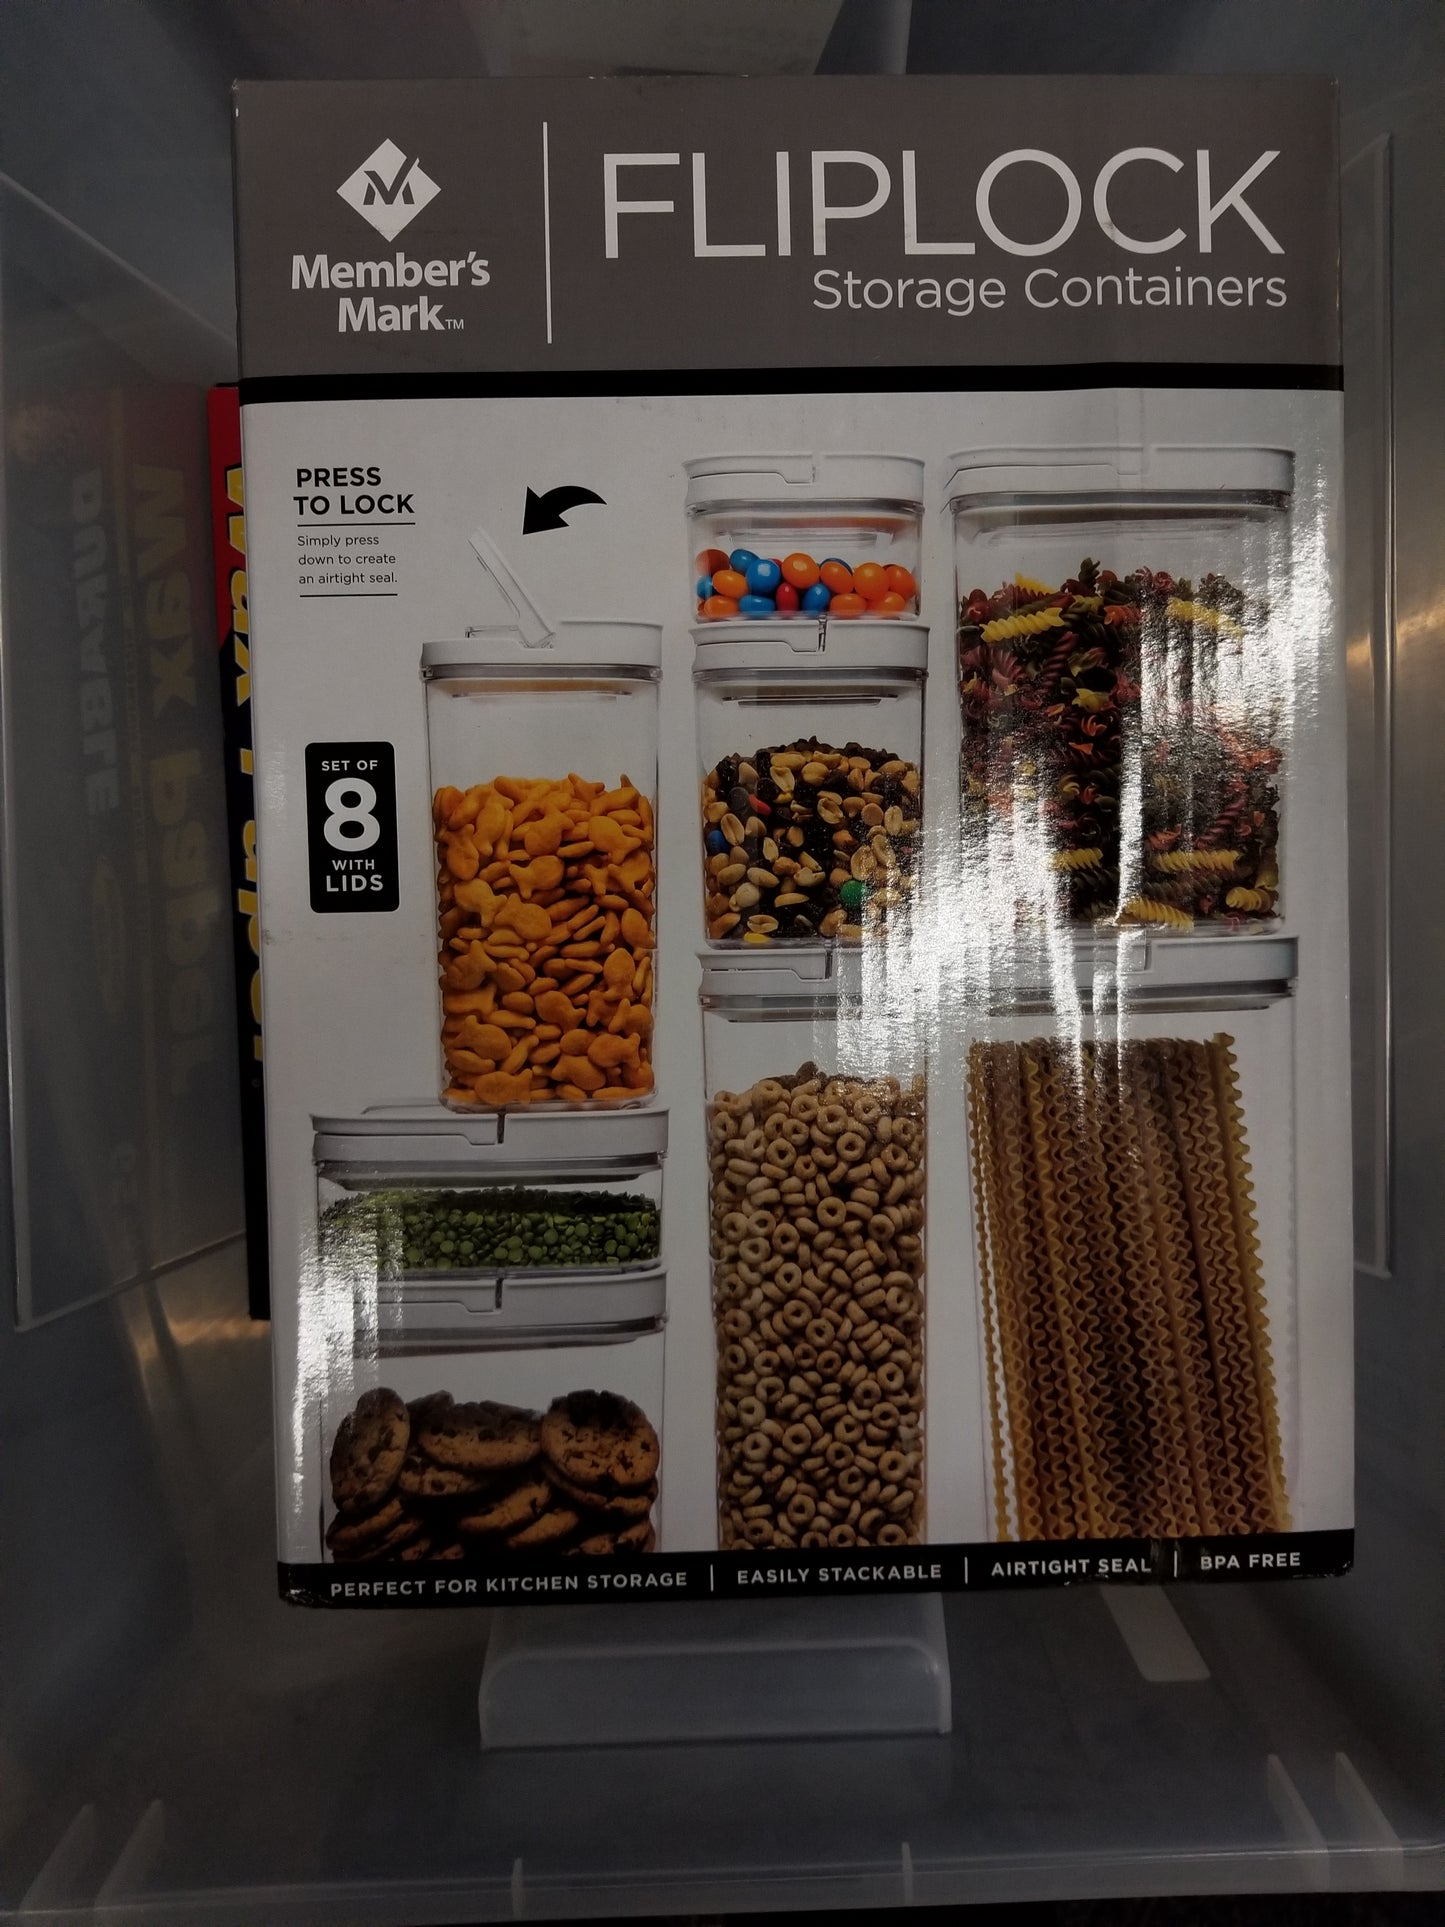 Member's
Mark™
FLIPLOCK
Storage Containers
PRESS
TO LOCK
Simply press
down to create
an airtight seal.
SET OF
8
WITH
LIDS
PERFECT FOR KITCHEN STORAGE | EASILY STACKABLE | AIRTIGHT SEAL | BPA FREE